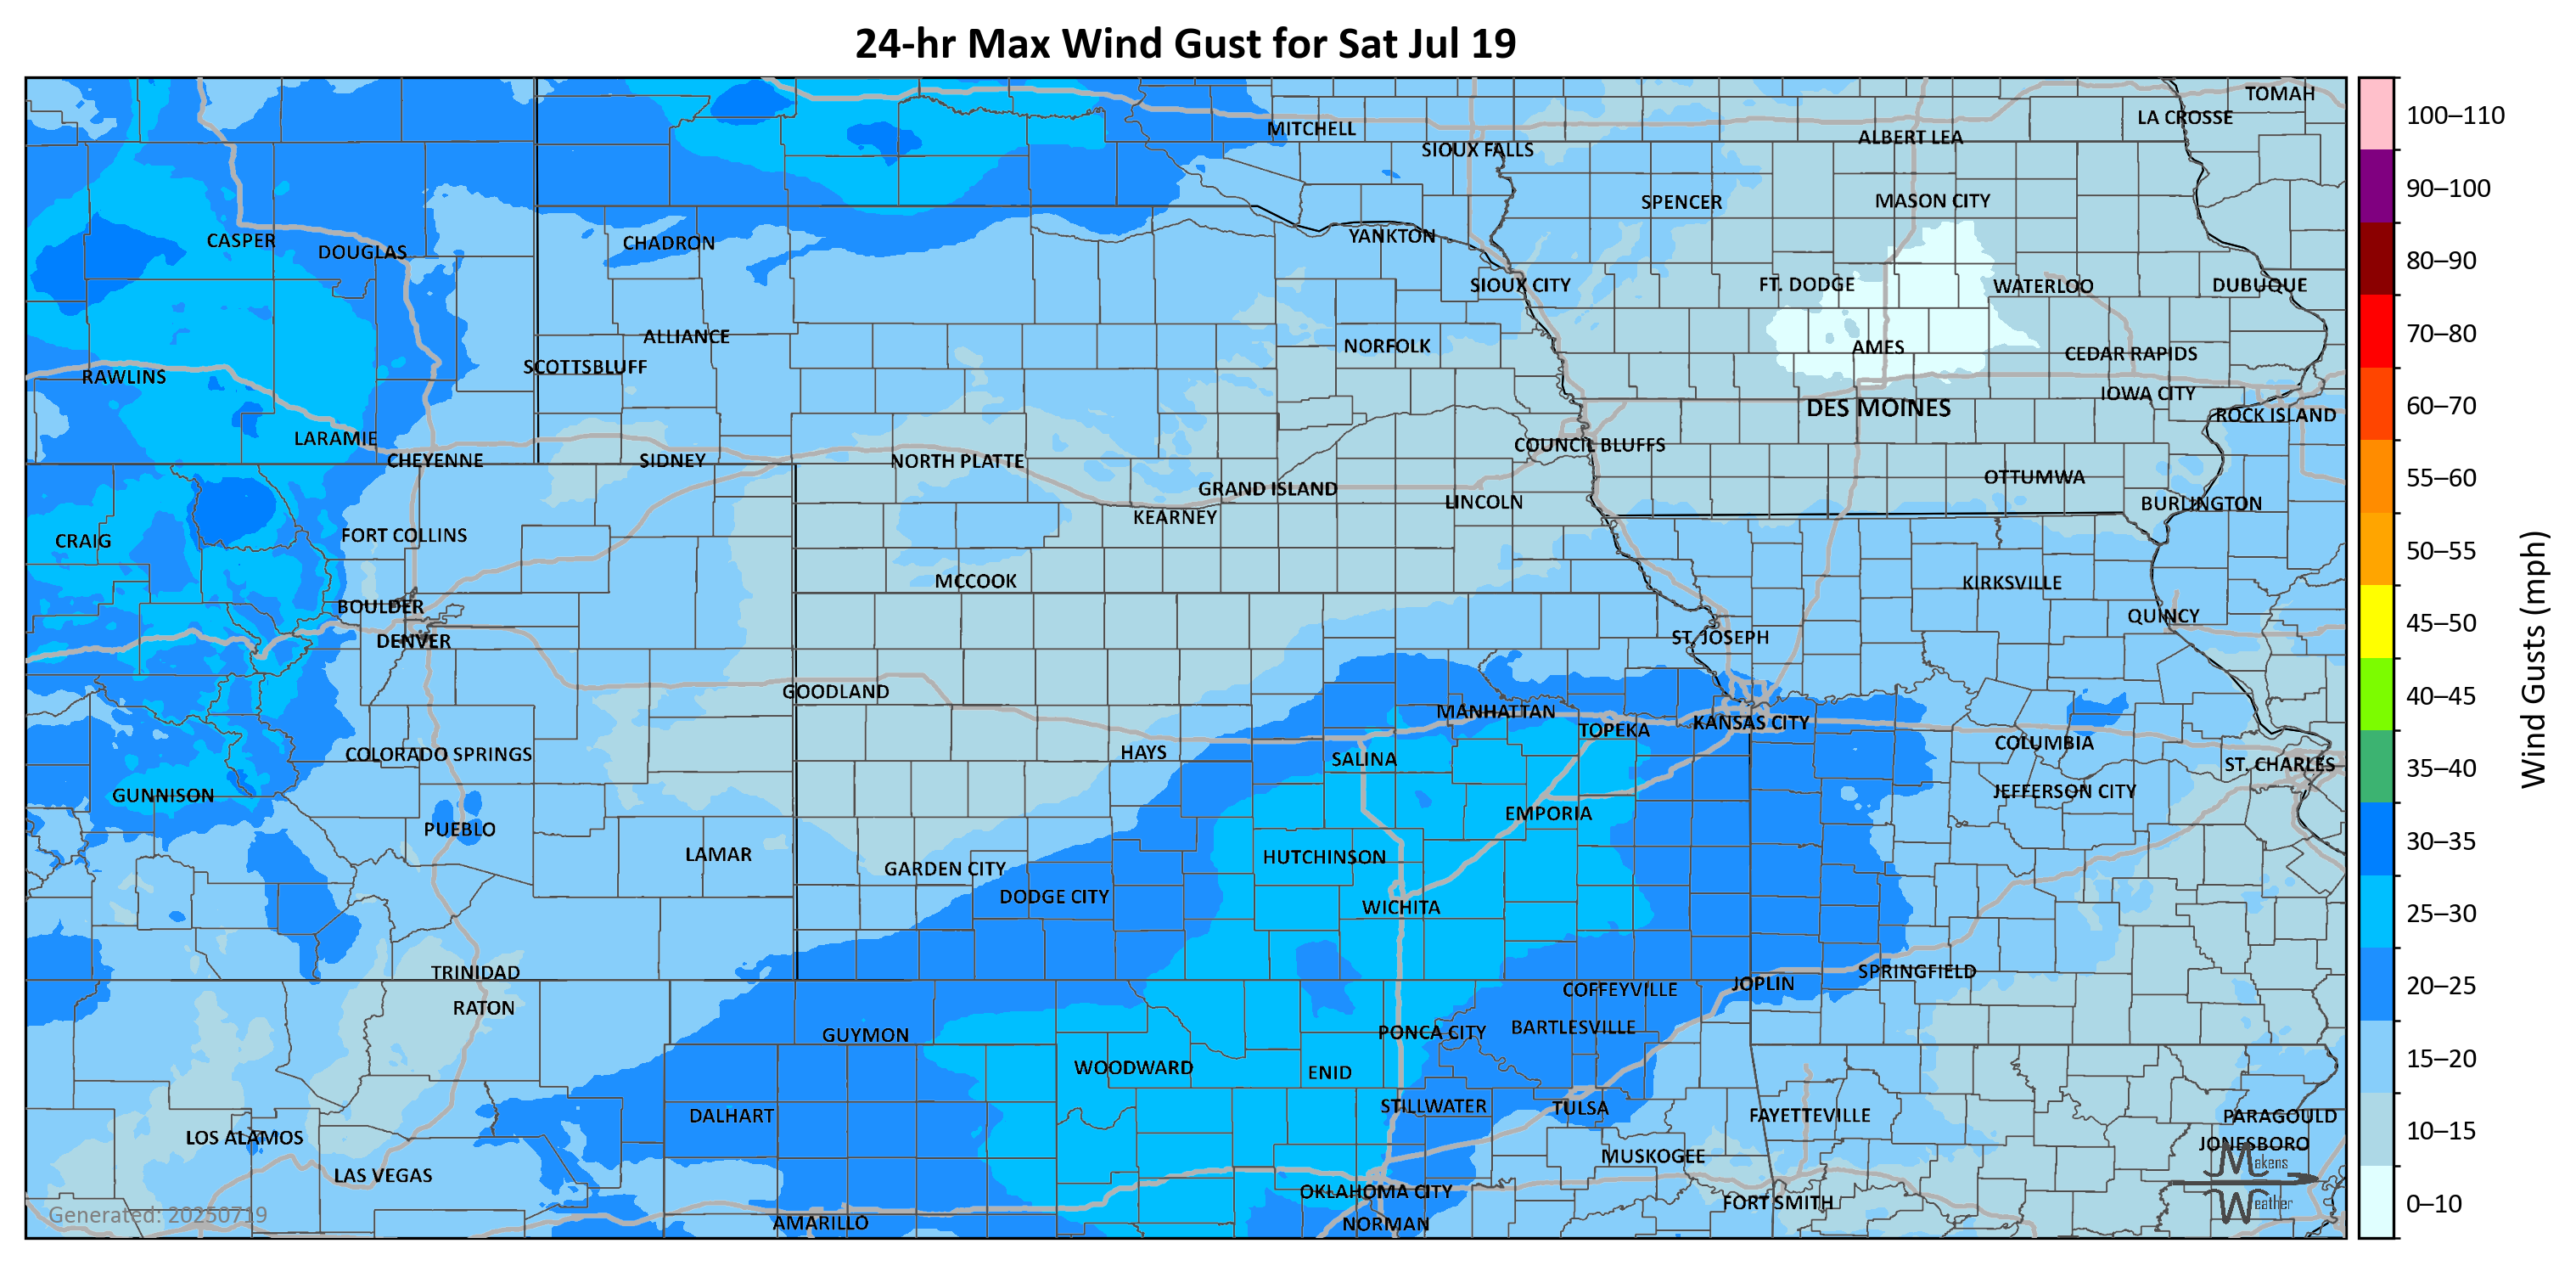 24-hr Max Wind Gust for Sat Jul 19
TOMAH
LA CROSSE
MITCHELL
ALBERT LEA
SIOUX FALLS
SPENCER
MASON CITY
CASPER
DOUGLAS
CHADRON
YANKTON
SIOUX CITY
FT. DODGE
WATERLOO
DUBUQUE
ALLIANCE
NORFOLK
AMES
CEDAR RAPIDS
SCOTTSBLUFF
RAWLINS
IOWA CITY
DES MOINES
ROCK ISLAND
LARAMIE
COUNCIL BLUFFS
CHEYENNE
SIDNEY
NORTH PLATTE
OTTUMWA
GRAND ISLAND
LINCOLN
BURLINGTON
KEARNEY
CRAIG
FORT COLLINS
MCCOOK
KIRKSVILLE
BOULDER
QUINCY
DENVER
ST. JOSEPH
GOODLAND
MANHATTAN
TOPEKA
KANSAS CITY
COLUMBIA
COLORADO SPRINGS
HAYS
SALINA
ST. CHARLES
GUNNISON
JEFFERSON CITY
EMPORIA
PUEBLO
LAMAR
HUTCHINSON
GARDEN CITY
DODGE CITY
WICHITA
TRINIDAD
SPRINGFIELD
JOPLIN
COFFEYVILLE
RATON
GUYMON
PONCA CITY
BARTLESVILLE
WOODWARD
ENID
STILLWATER
TULSA
DALHART
FAYETTEVILLE
PARAGOULD
LOS ALAMOS
JONESBORO
MUSKOGEE
LAS VEGAS
OKLAHOMA CITY
FORT SMITH
AMARILLO
NORMAN
Generated: 20250719
Makens
Weather
100–110
90–100
80–90
70–80
60–70
55–60
50–55
45–50
40–45
35–40
30–35
25–30
20–25
15–20
10–15
0–10
Wind Gusts (mph)